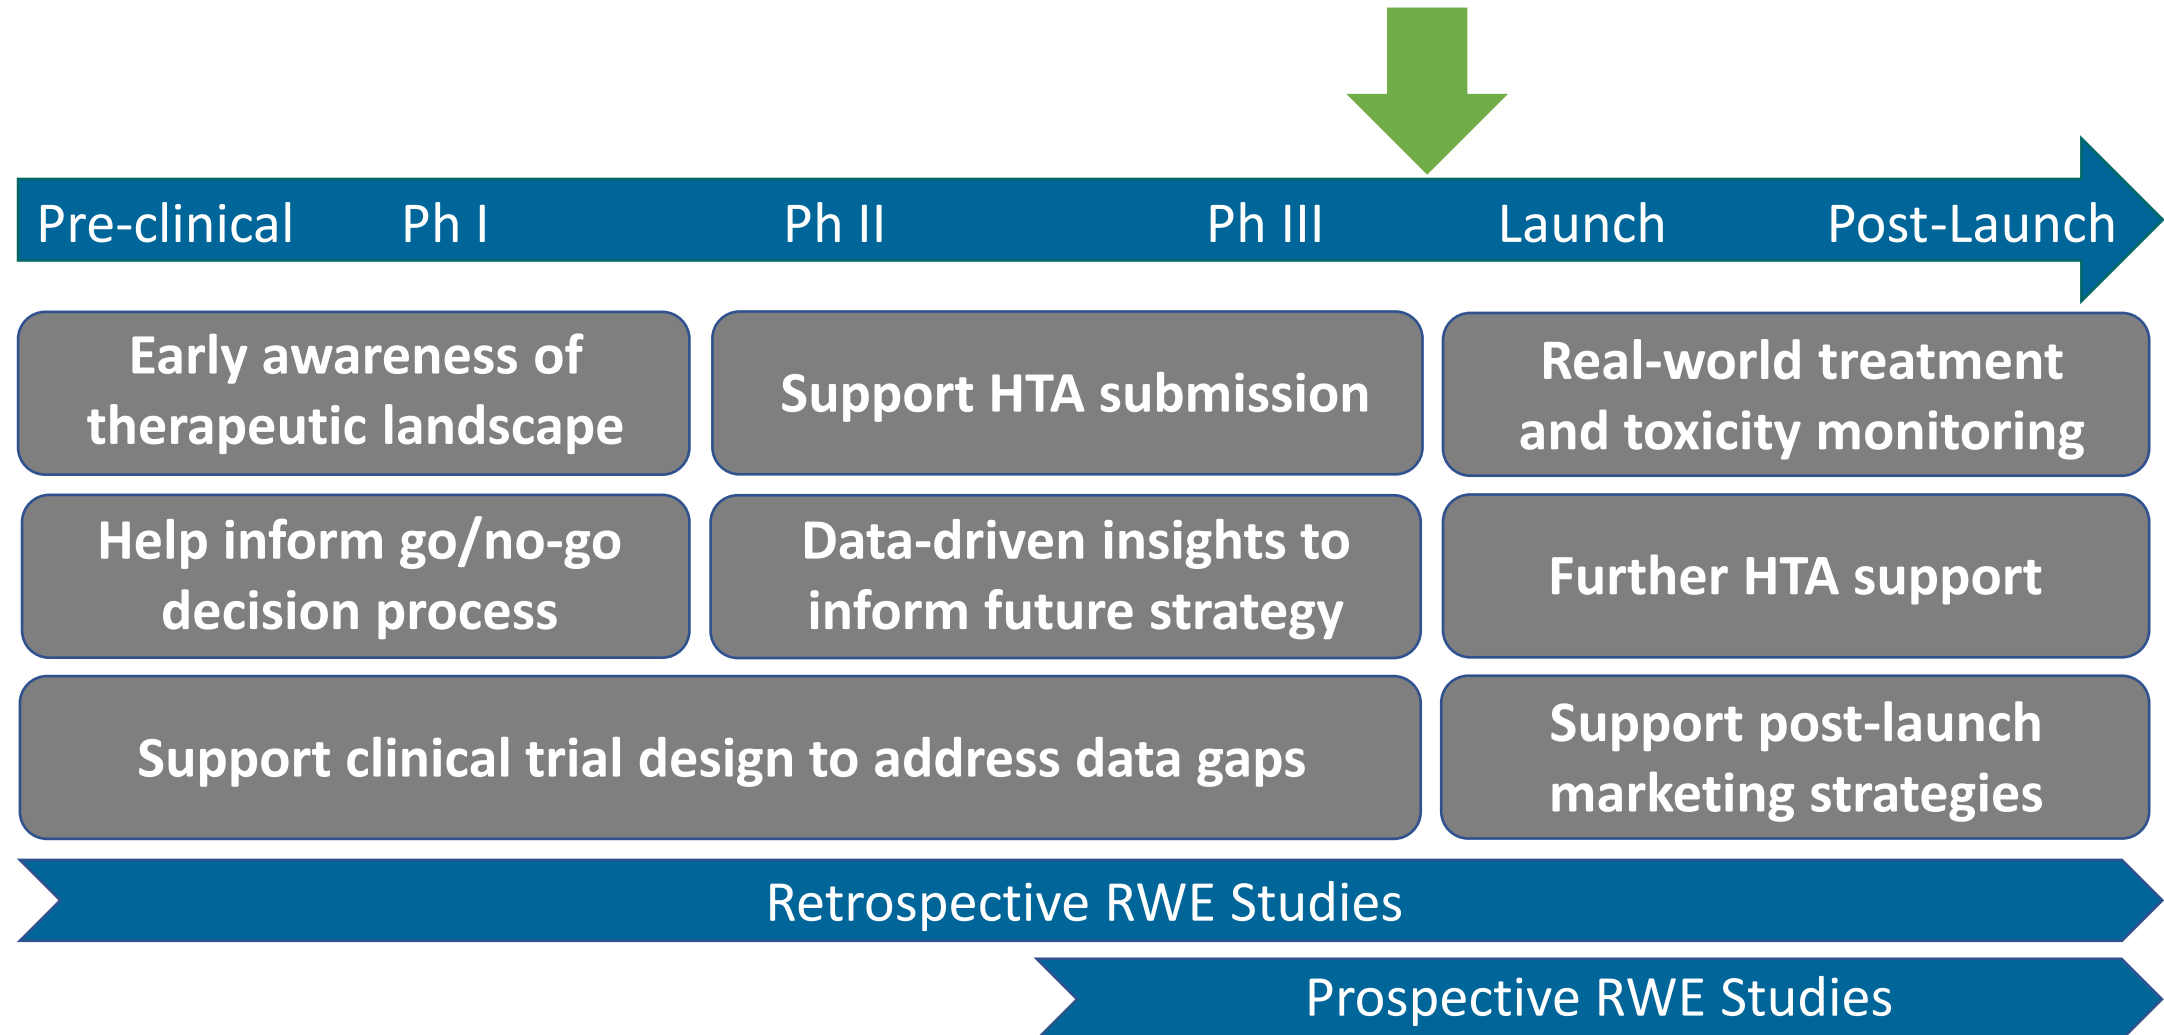 Pre-clinical Ph I Ph II Ph III Launch Post-Launch
Early awareness of
therapeutic landscape
Support HTA submission
Real-world treatment
and toxicity monitoring
Help inform go/no-go
decision process
Data-driven insights to
inform future strategy
Further HTA support
Support clinical trial design to address data gaps
Support post-launch
marketing strategies
Retrospective RWE Studies
Prospective RWE Studies